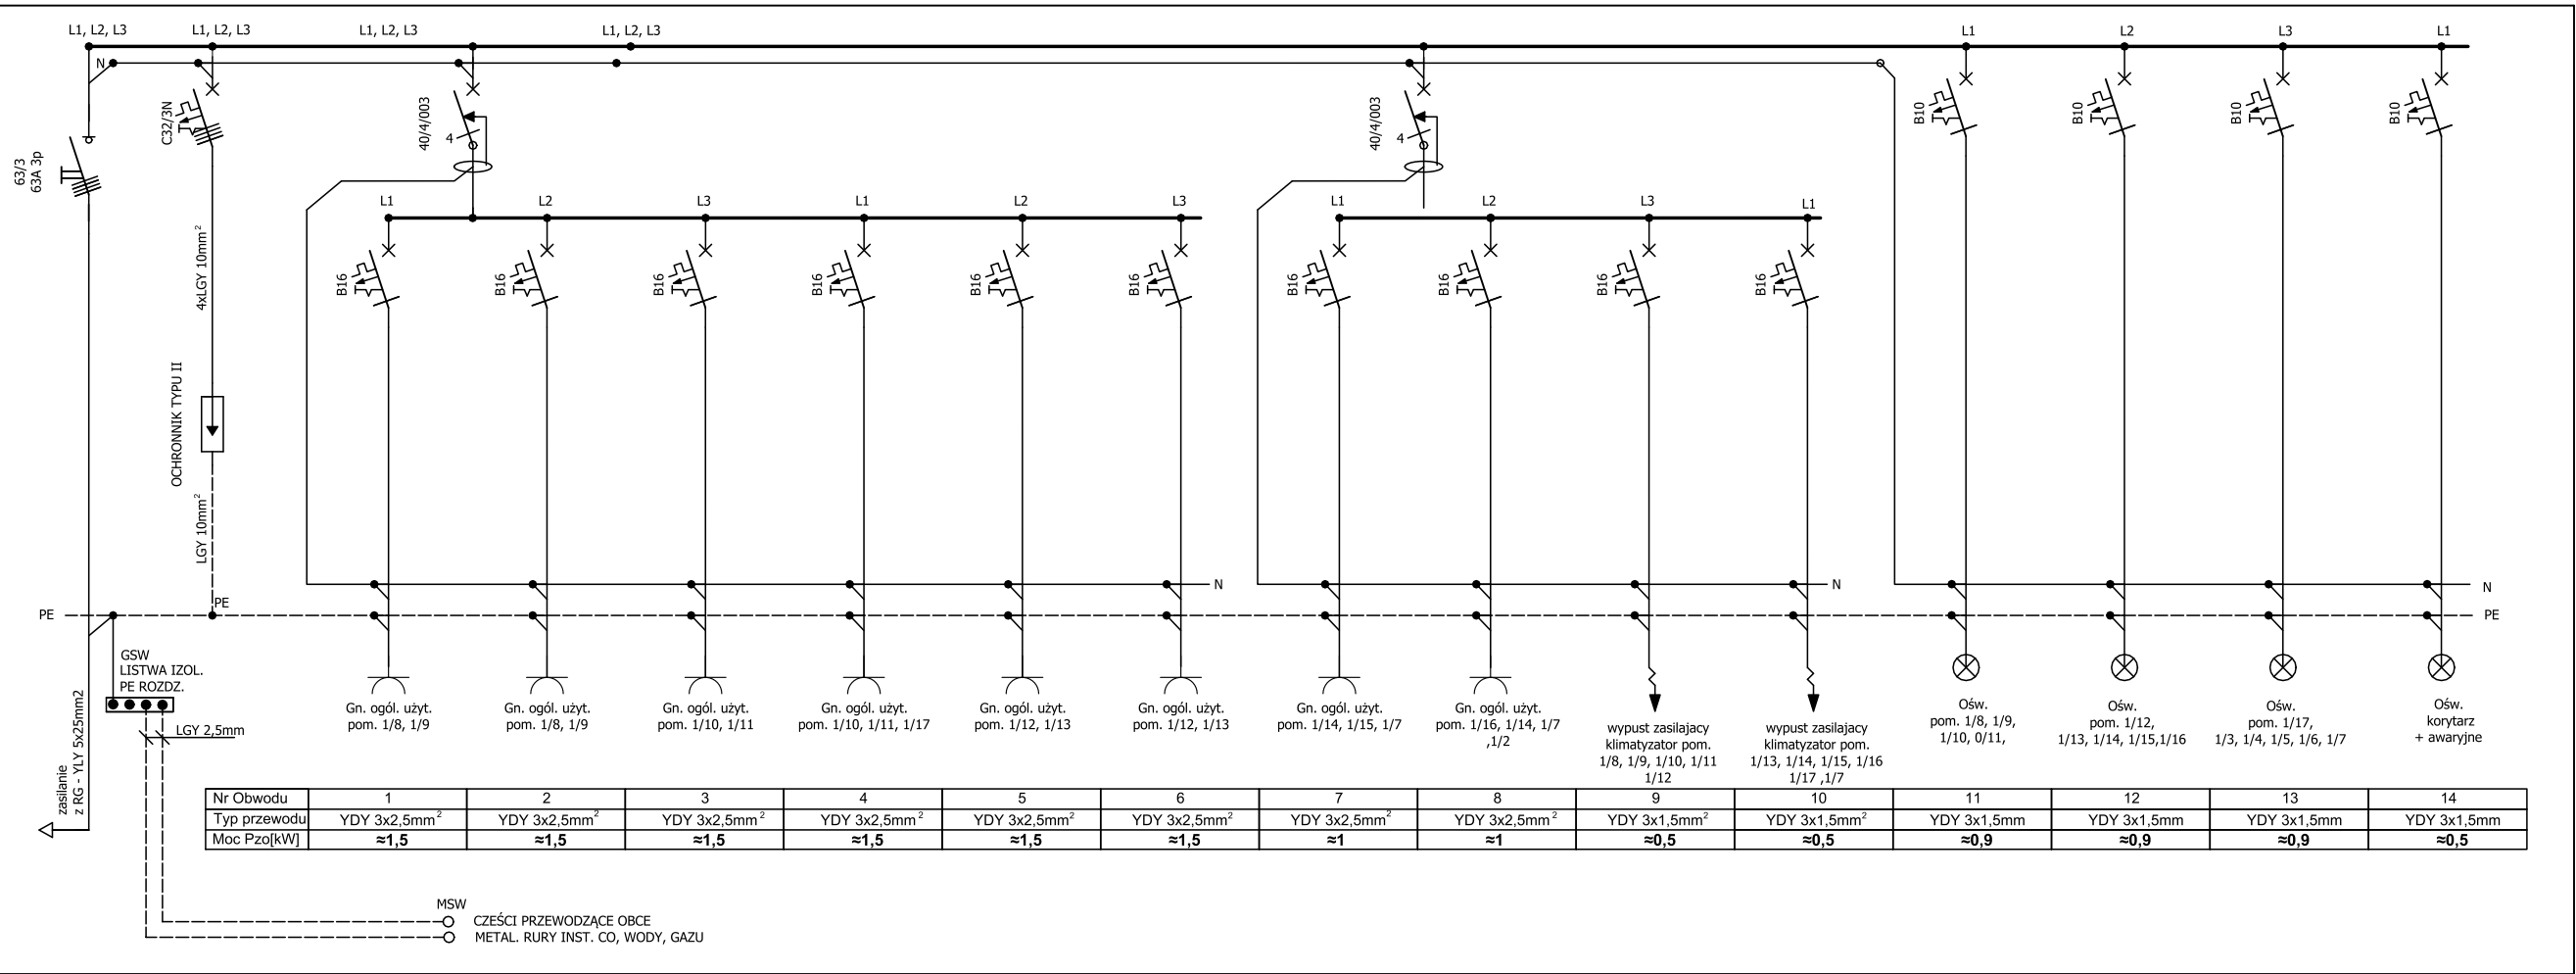 L1, L2, L3
L1, L2, L3
L1, L2, L3
L1, L2, L3
L1
L2
L3
L1
N
63/3
63A 3p
C32/3N
40/4/003
4
40/4/003
4
B10
B10
B10
B10
L1
L2
L3
L1
L2
L3
L1
L2
L3
L1
B16
B16
B16
B16
B16
B16
B16
B16
B16
B16
4xLGY 10mm²
OCHRONNIK TYPU II
LGY 10mm²
N
N
N
PE
PE
PE
GSW
LISTWA IZOL.
PE ROZDZ.
LGY 2,5mm
zasilanie
z RG - YLY 5x25mm2
Gn. ogól. użyt.
pom. 1/8, 1/9
Gn. ogól. użyt.
pom. 1/8, 1/9
Gn. ogól. użyt.
pom. 1/10, 1/11
Gn. ogól. użyt.
pom. 1/10, 1/11, 1/17
Gn. ogól. użyt.
pom. 1/12, 1/13
Gn. ogól. użyt.
pom. 1/12, 1/13
Gn. ogól. użyt.
pom. 1/14, 1/15, 1/7
Gn. ogól. użyt.
pom. 1/16, 1/14, 1/7
,1/2
wypust zasilajacy
klimatyzator pom.
1/8, 1/9, 1/10, 1/11
1/12
wypust zasilajacy
klimatyzator pom.
1/13, 1/14, 1/15, 1/16
1/17 ,1/7
Ośw.
pom. 1/8, 1/9,
1/10, 0/11,
Ośw.
pom. 1/12,
1/13, 1/14, 1/15,1/16
Ośw.
pom. 1/17,
1/3, 1/4, 1/5, 1/6, 1/7
Ośw.
korytarz
+ awaryjne
Nr Obwodu 1 2 3 4 5 6 7 8 9 10 11 12 13 14
Typ przewodu YDY 3x2,5mm² YDY 3x2,5mm² YDY 3x2,5mm² YDY 3x2,5mm² YDY 3x2,5mm² YDY 3x2,5mm² YDY 3x2,5mm² YDY 3x2,5mm² YDY 3x1,5mm² YDY 3x1,5mm² YDY 3x1,5mm YDY 3x1,5mm YDY 3x1,5mm YDY 3x1,5mm
Moc Pzo[kW] ≈1,5 ≈1,5 ≈1,5 ≈1,5 ≈1,5 ≈1,5 ≈1 ≈1 ≈0,5 ≈0,5 ≈0,9 ≈0,9 ≈0,9 ≈0,5
MSW
CZEŚCI PRZEWODZĄCE OBCE
METAL. RURY INST. CO, WODY, GAZU